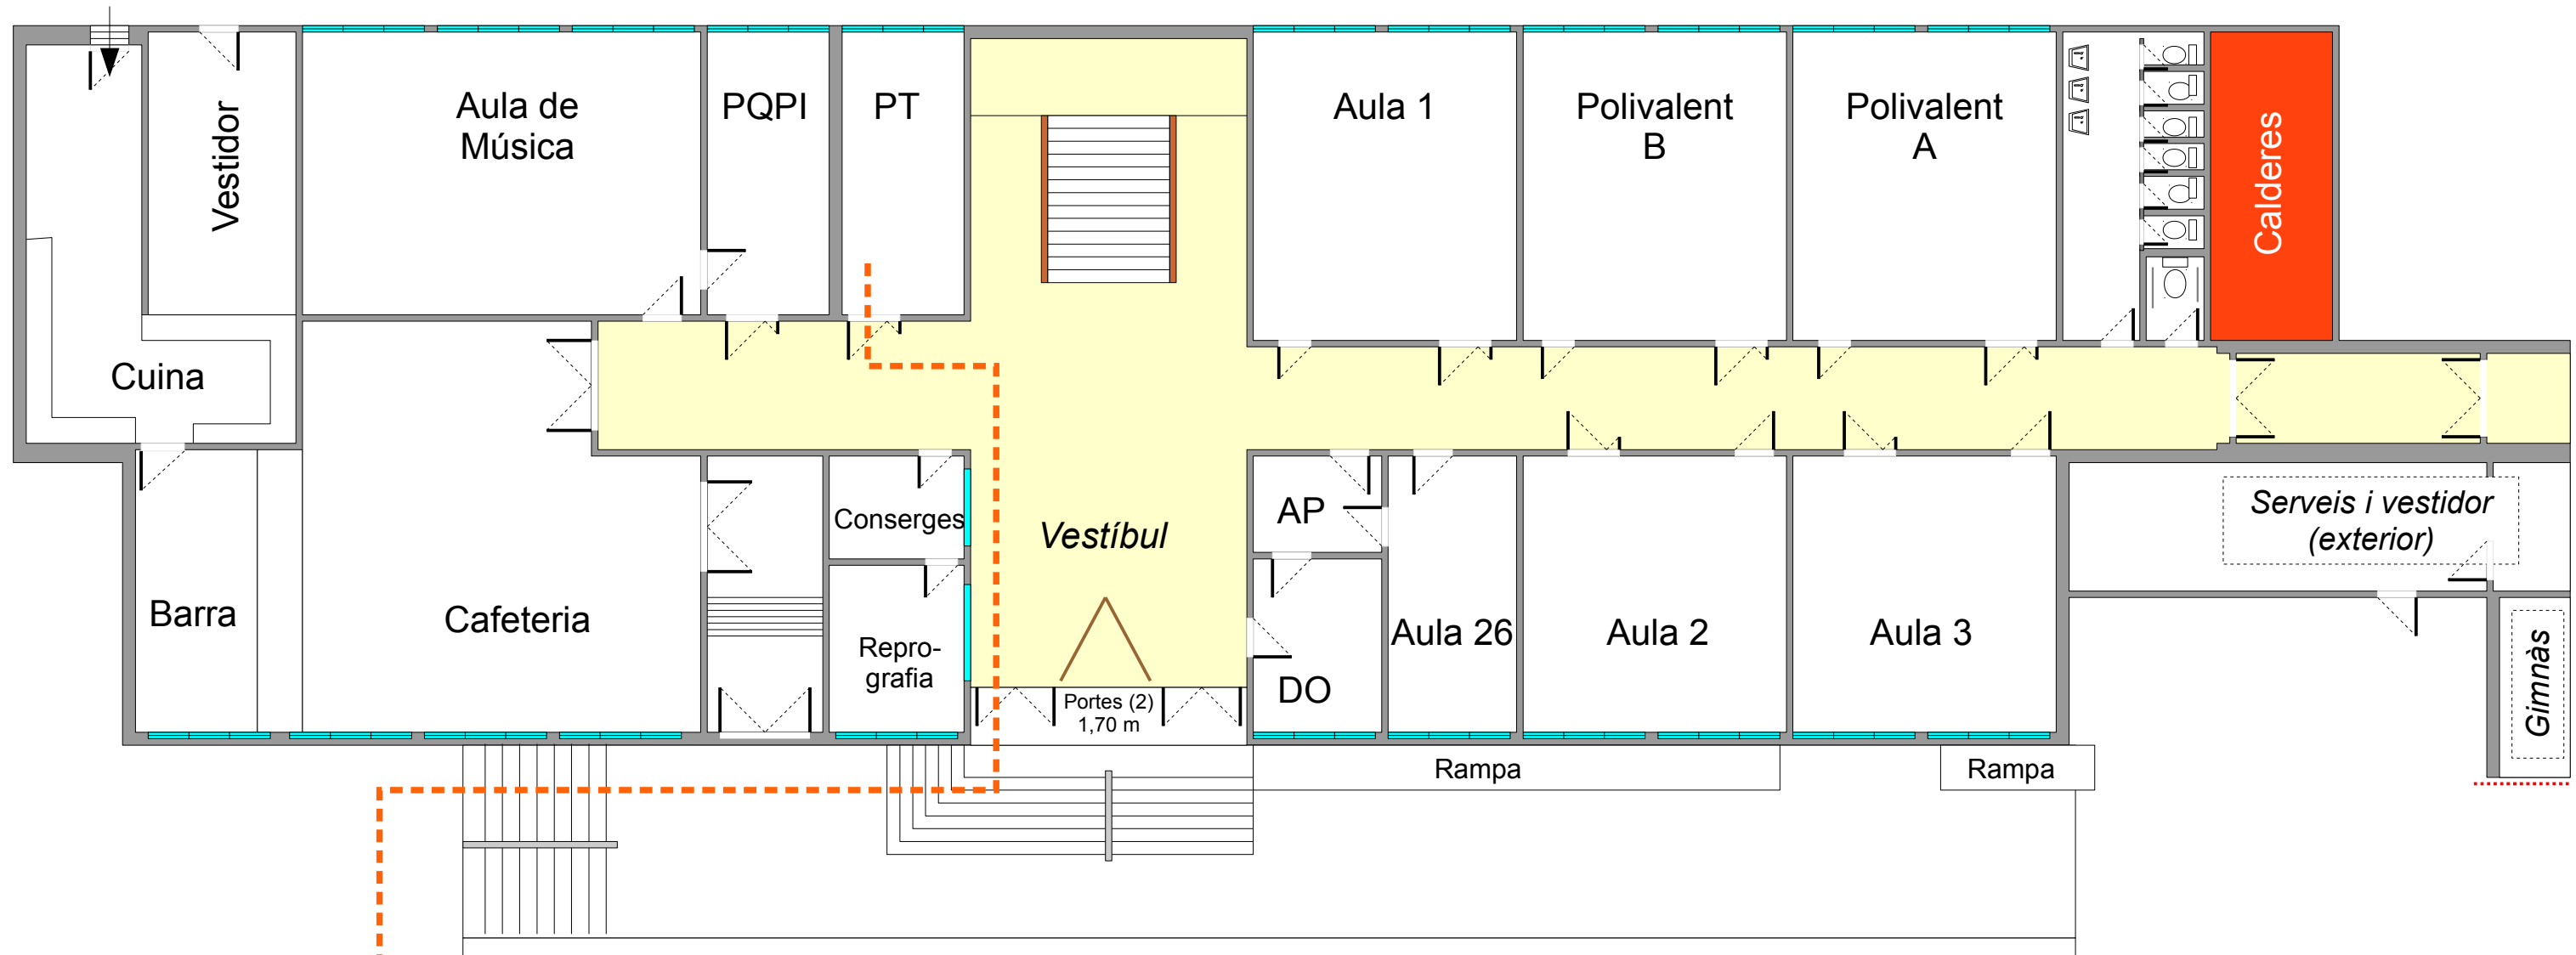 Vestidor
Aula de
Música
PQPI
PT
Aula 1
Polivalent
B
Polivalent
A
Calderes
Cuina
Conserges
Vestíbul
AP
Serveis i vestidor
(exterior)
Barra
Cafeteria
Repro-
grafia
Aula 26
Aula 2
Aula 3
DO
Portes (2)
1,70 m
Gimnàs
Rampa
Rampa